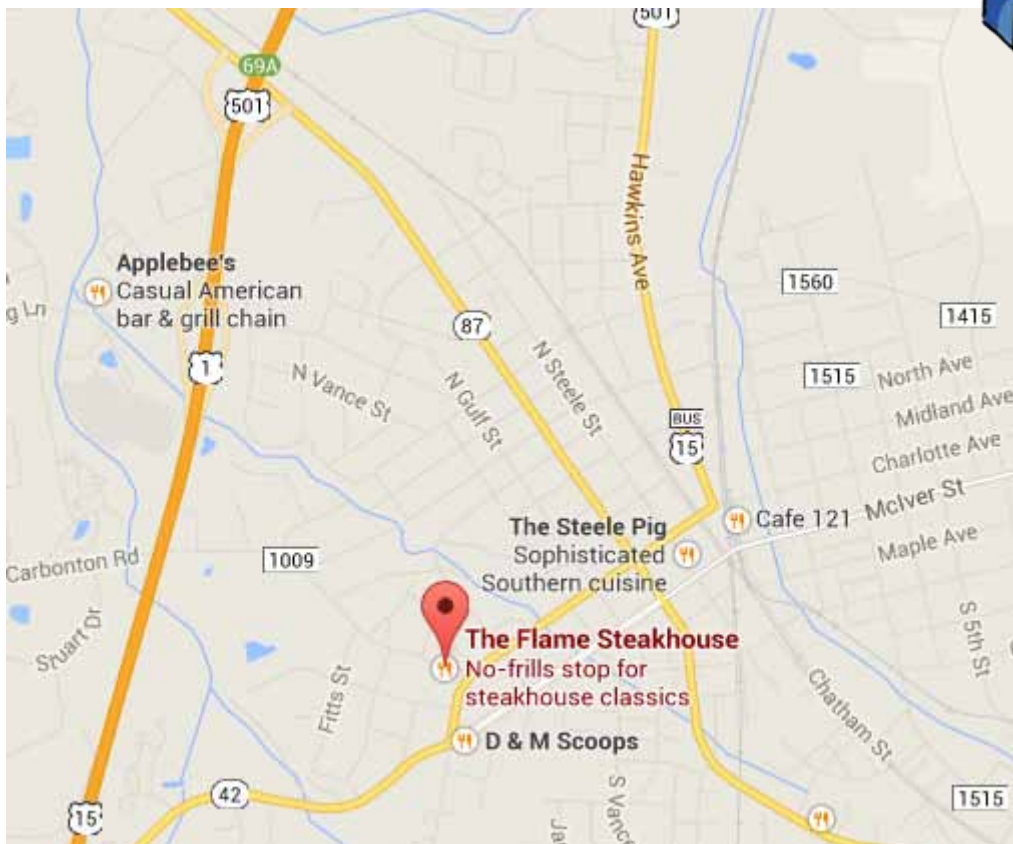 501
69A
501
Hawkins Ave
Applebee's
Casual American
bar & grill chain
g Ln
1560
1415
87
1
N Vance St
N Gulf St
N Steele St
1515
North Ave
Midland Ave
BUS
15
Charlotte Ave
McIver St
Cafe 121
The Steele Pig
Sophisticated
Southern cuisine
Maple Ave
Carbonton Rd
1009
Stuart Dr
The Flame Steakhouse
No-frills stop for
steakhouse classics
S 5th St
Fitts St
Chatham St
D & M Scoops
42
S Vance
Ja
15
1515